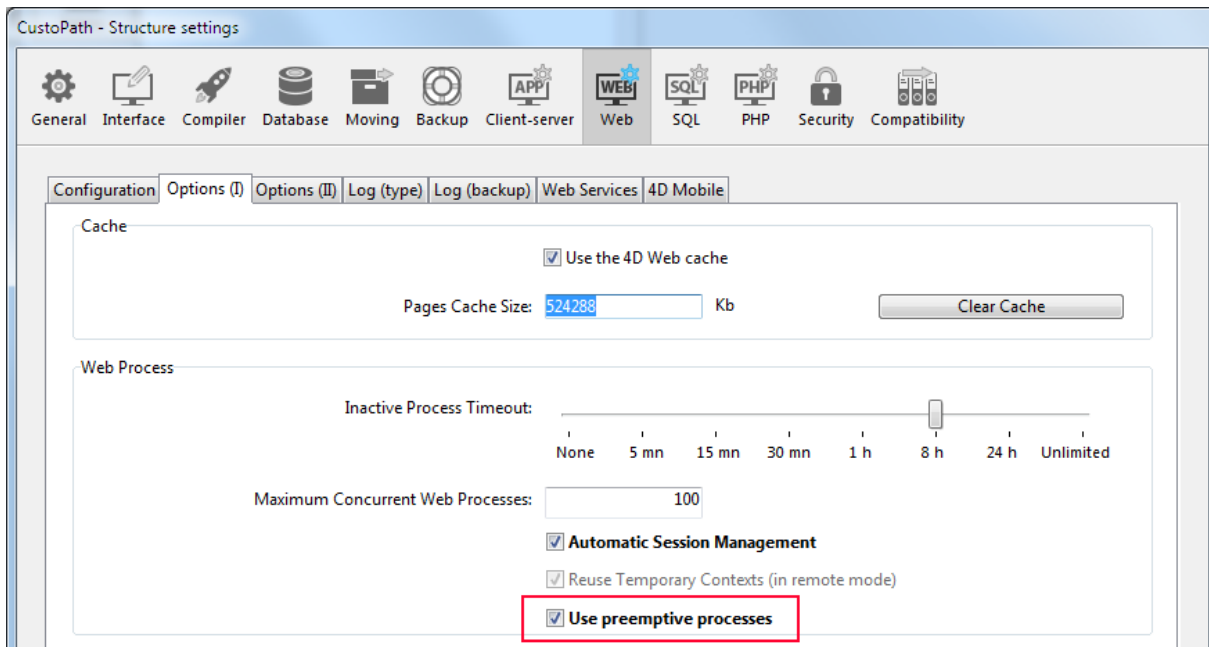 CustoPath - Structure settings
APP WEB SQL PHP
General Interface Compiler Database Moving Backup Client-server Web SQL PHP Security Compatibility
Configuration Options (I) Options (II) Log (type) Log (backup) Web Services 4D Mobile
Cache
Use the 4D Web cache
Pages Cache Size: 524288 Kb Clear Cache
Web Process
Inactive Process Timeout:
None 5 mn 15 mn 30 mn 1 h 8 h 24 h Unlimited
Maximum Concurrent Web Processes: 100
Automatic Session Management
Reuse Temporary Contexts (in remote mode)
Use preemptive processes